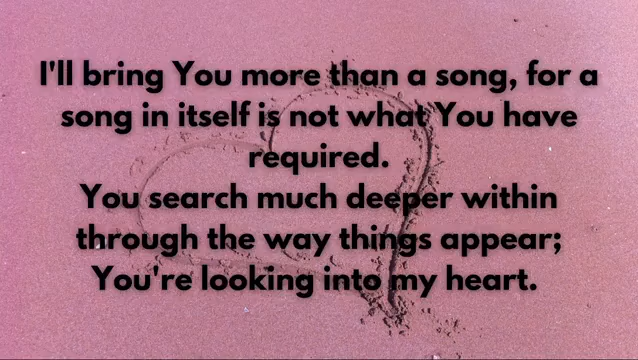 I'll bring You more than a song, for a
song in itself is not what You have
required.
You search much deeper within
through the way things appear;
You're looking into my heart.